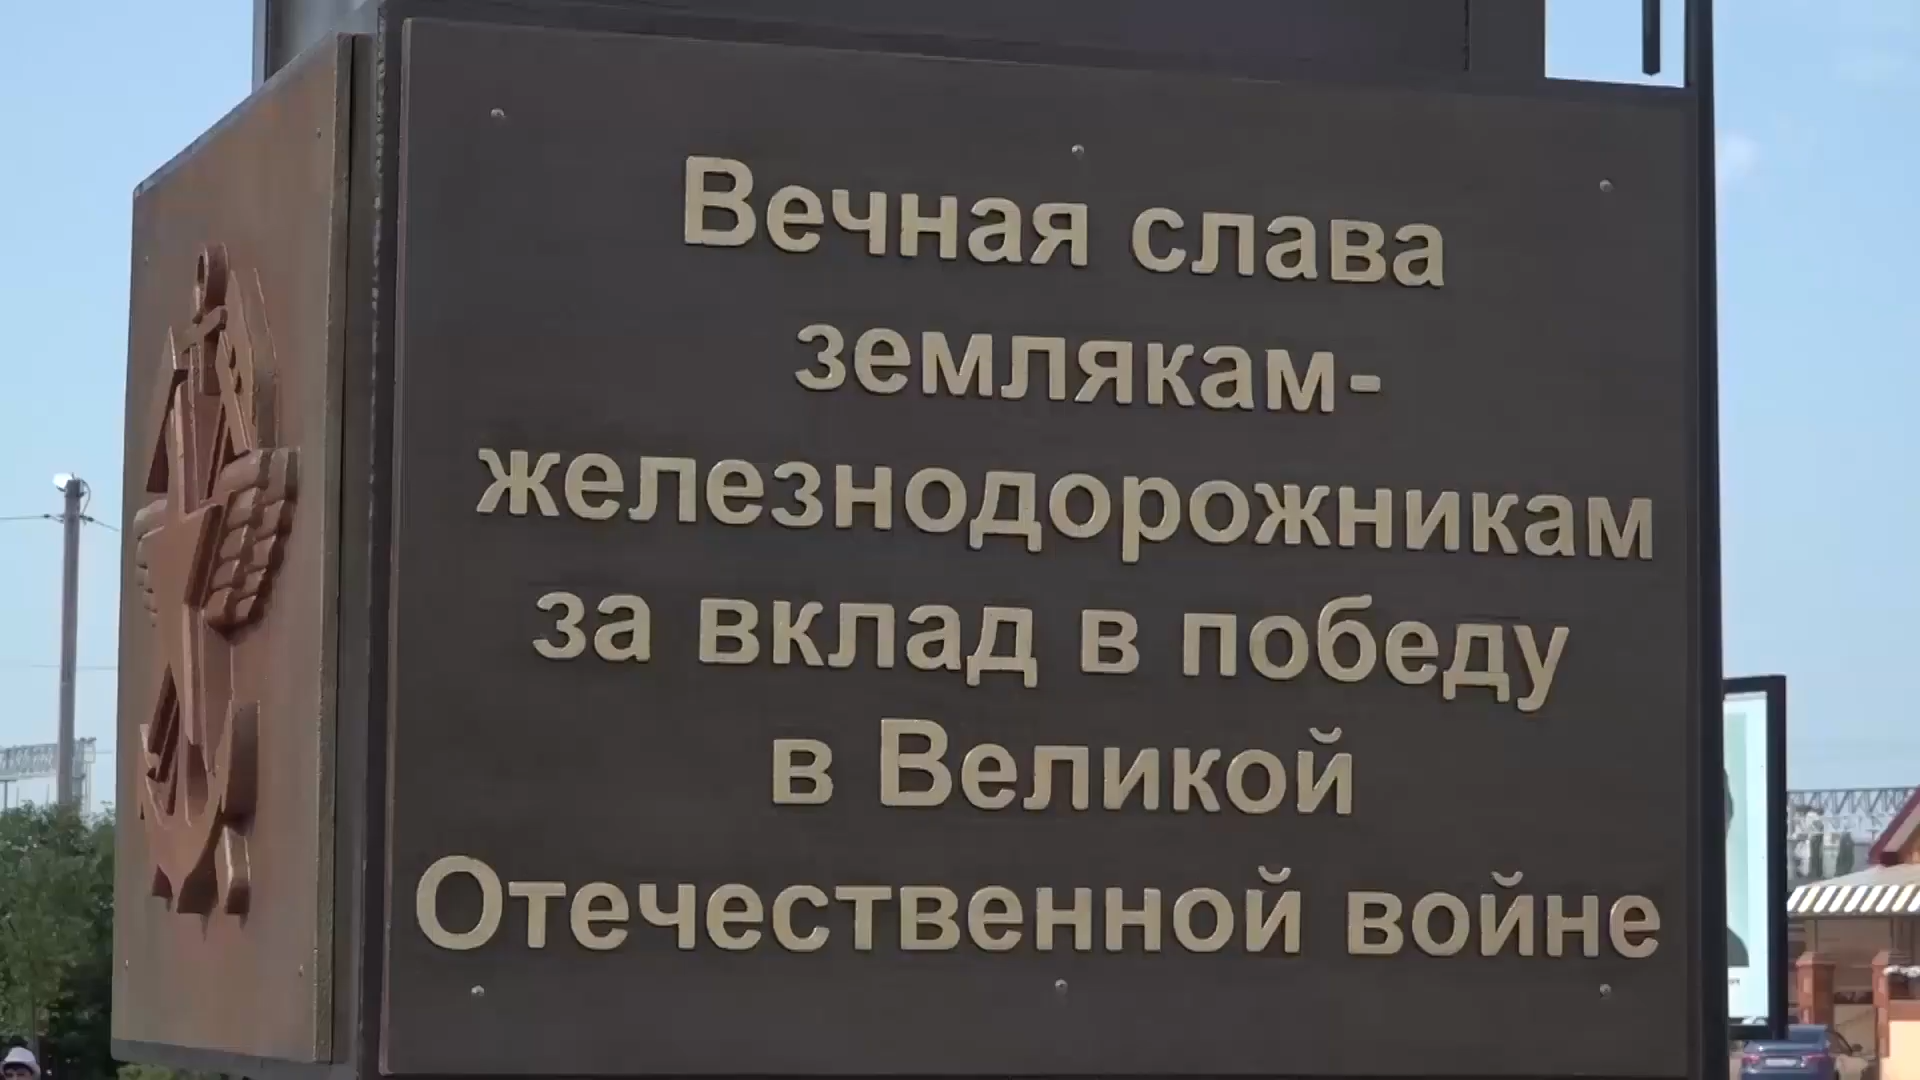 Вечная слава
землякам-
железнодорожникам
за вклад в победу
в Великой
Отечественной войне